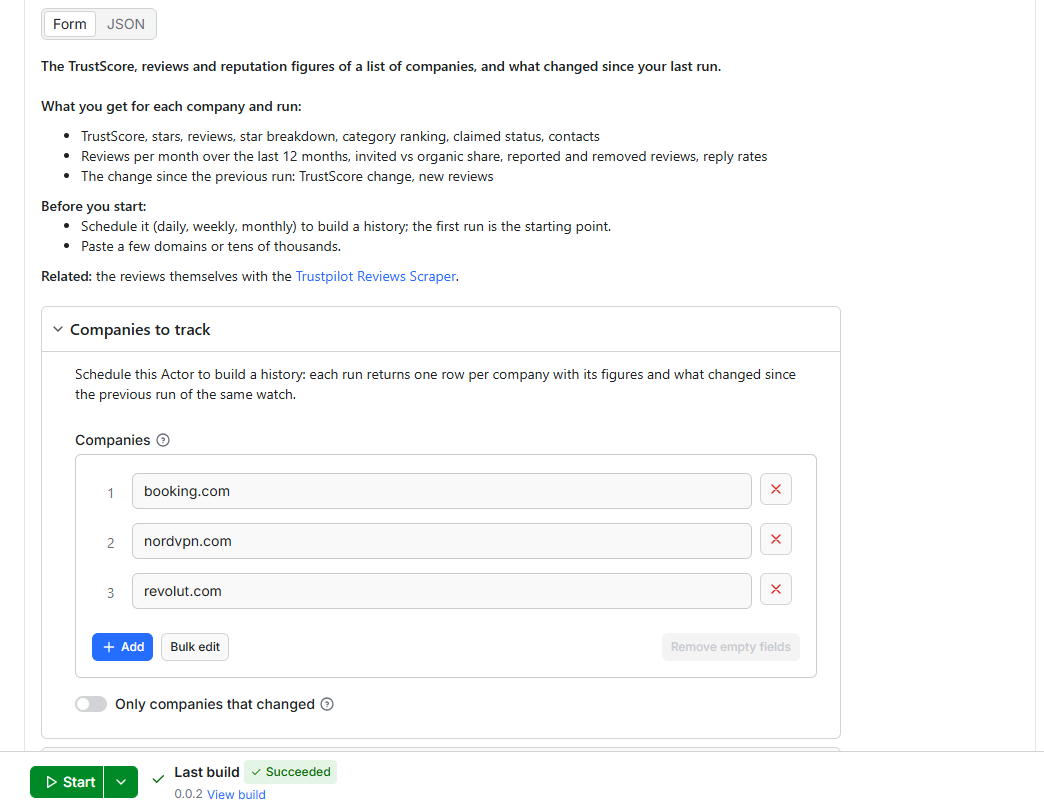 Form JSON
The TrustScore, reviews and reputation figures of a list of companies, and what changed since your last run.
What you get for each company and run:
TrustScore, stars, reviews, star breakdown, category ranking, claimed status, contacts
Reviews per month over the last 12 months, invited vs organic share, reported and removed reviews, reply rates
The change since the previous run: TrustScore change, new reviews
Before you start:
Schedule it (daily, weekly, monthly) to build a history; the first run is the starting point.
Paste a few domains or tens of thousands.
Related: the reviews themselves with the Trustpilot Reviews Scraper.
Companies to track
Schedule this Actor to build a history: each run returns one row per company with its figures and what changed since
the previous run of the same watch.
Companies ?
1 booking.com
2 nordvpn.com
3 revolut.com
+ Add Bulk edit Remove empty fields
Only companies that changed ?
Start Last build Succeeded
0.0.2 View build